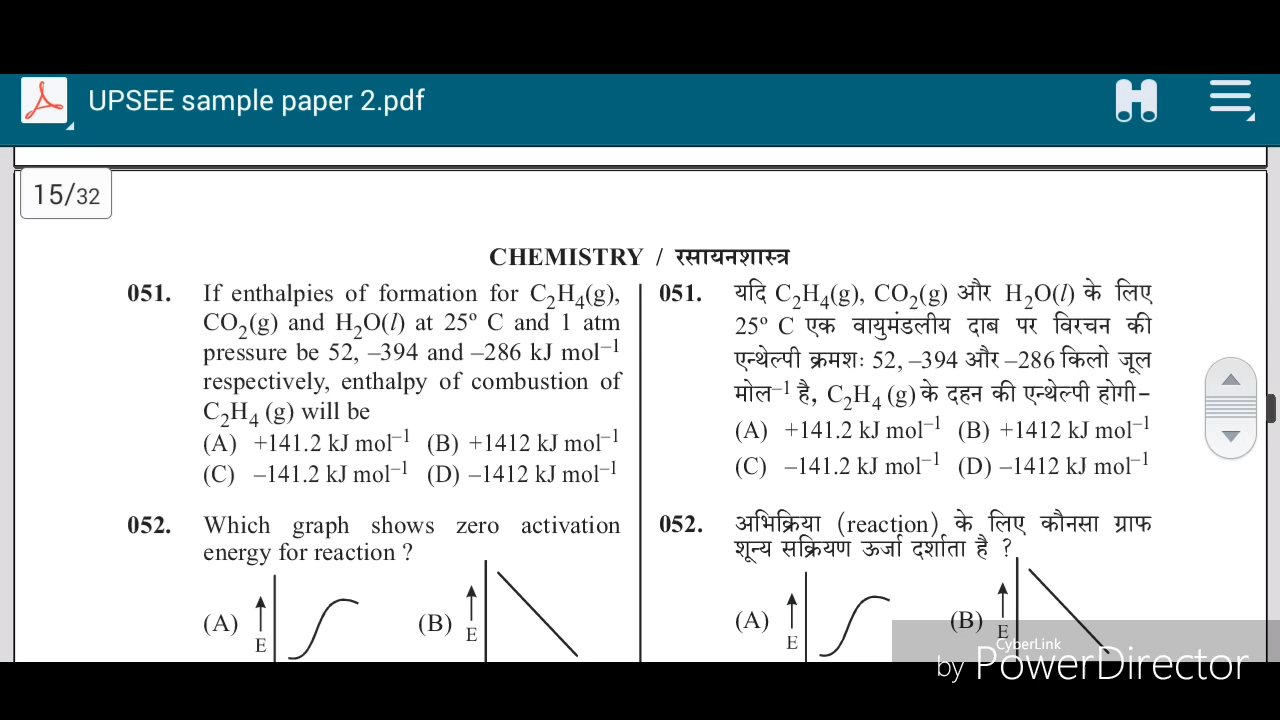 UPSEE sample paper 2.pdf
15/32
CHEMISTRY / रसायनशास्त्र
051. If enthalpies of formation for C₂H₄(g),
CO₂(g) and H₂O(l) at 25º C and 1 atm
pressure be 52, –394 and –286 kJ mol⁻¹
respectively, enthalpy of combustion of
C₂H₄ (g) will be
(A) +141.2 kJ mol⁻¹ (B) +1412 kJ mol⁻¹
(C) –141.2 kJ mol⁻¹ (D) –1412 kJ mol⁻¹
052. Which graph shows zero activation
energy for reaction ?
(A) E (B) E
051. यदि C₂H₄(g), CO₂(g) और H₂O(l) के लिए
25º C एक वायुमंडलीय दाब पर विरचन की
एन्थेल्पी क्रमशः 52, –394 और –286 किलो जूल
मोल⁻¹ है, C₂H₄ (g) के दहन की एन्थेल्पी होगी–
(A) +141.2 kJ mol⁻¹ (B) +1412 kJ mol⁻¹
(C) –141.2 kJ mol⁻¹ (D) –1412 kJ mol⁻¹
052. अभिक्रिया (reaction) के लिए कौनसा ग्राफ
शून्य सक्रियण ऊर्जा दर्शाता है ?
(A) E (B) E
CyberLink
by PowerDirector